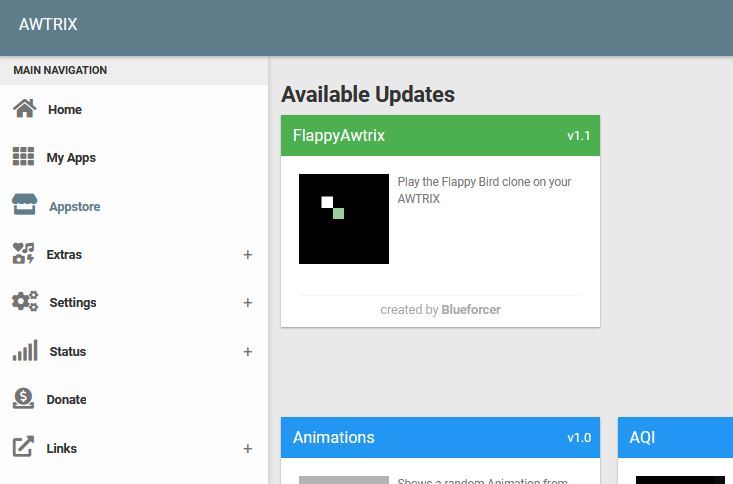 AWTRIX
MAIN NAVIGATION
Home
My Apps
Appstore
Extras +
Settings +
Status +
Donate
Links +
Available Updates
FlappyAwtrix v1.1
Play the Flappy Bird clone on your
AWTRIX
created by Blueforcer
Animations v1.0
AQI
Shows a random Animation from